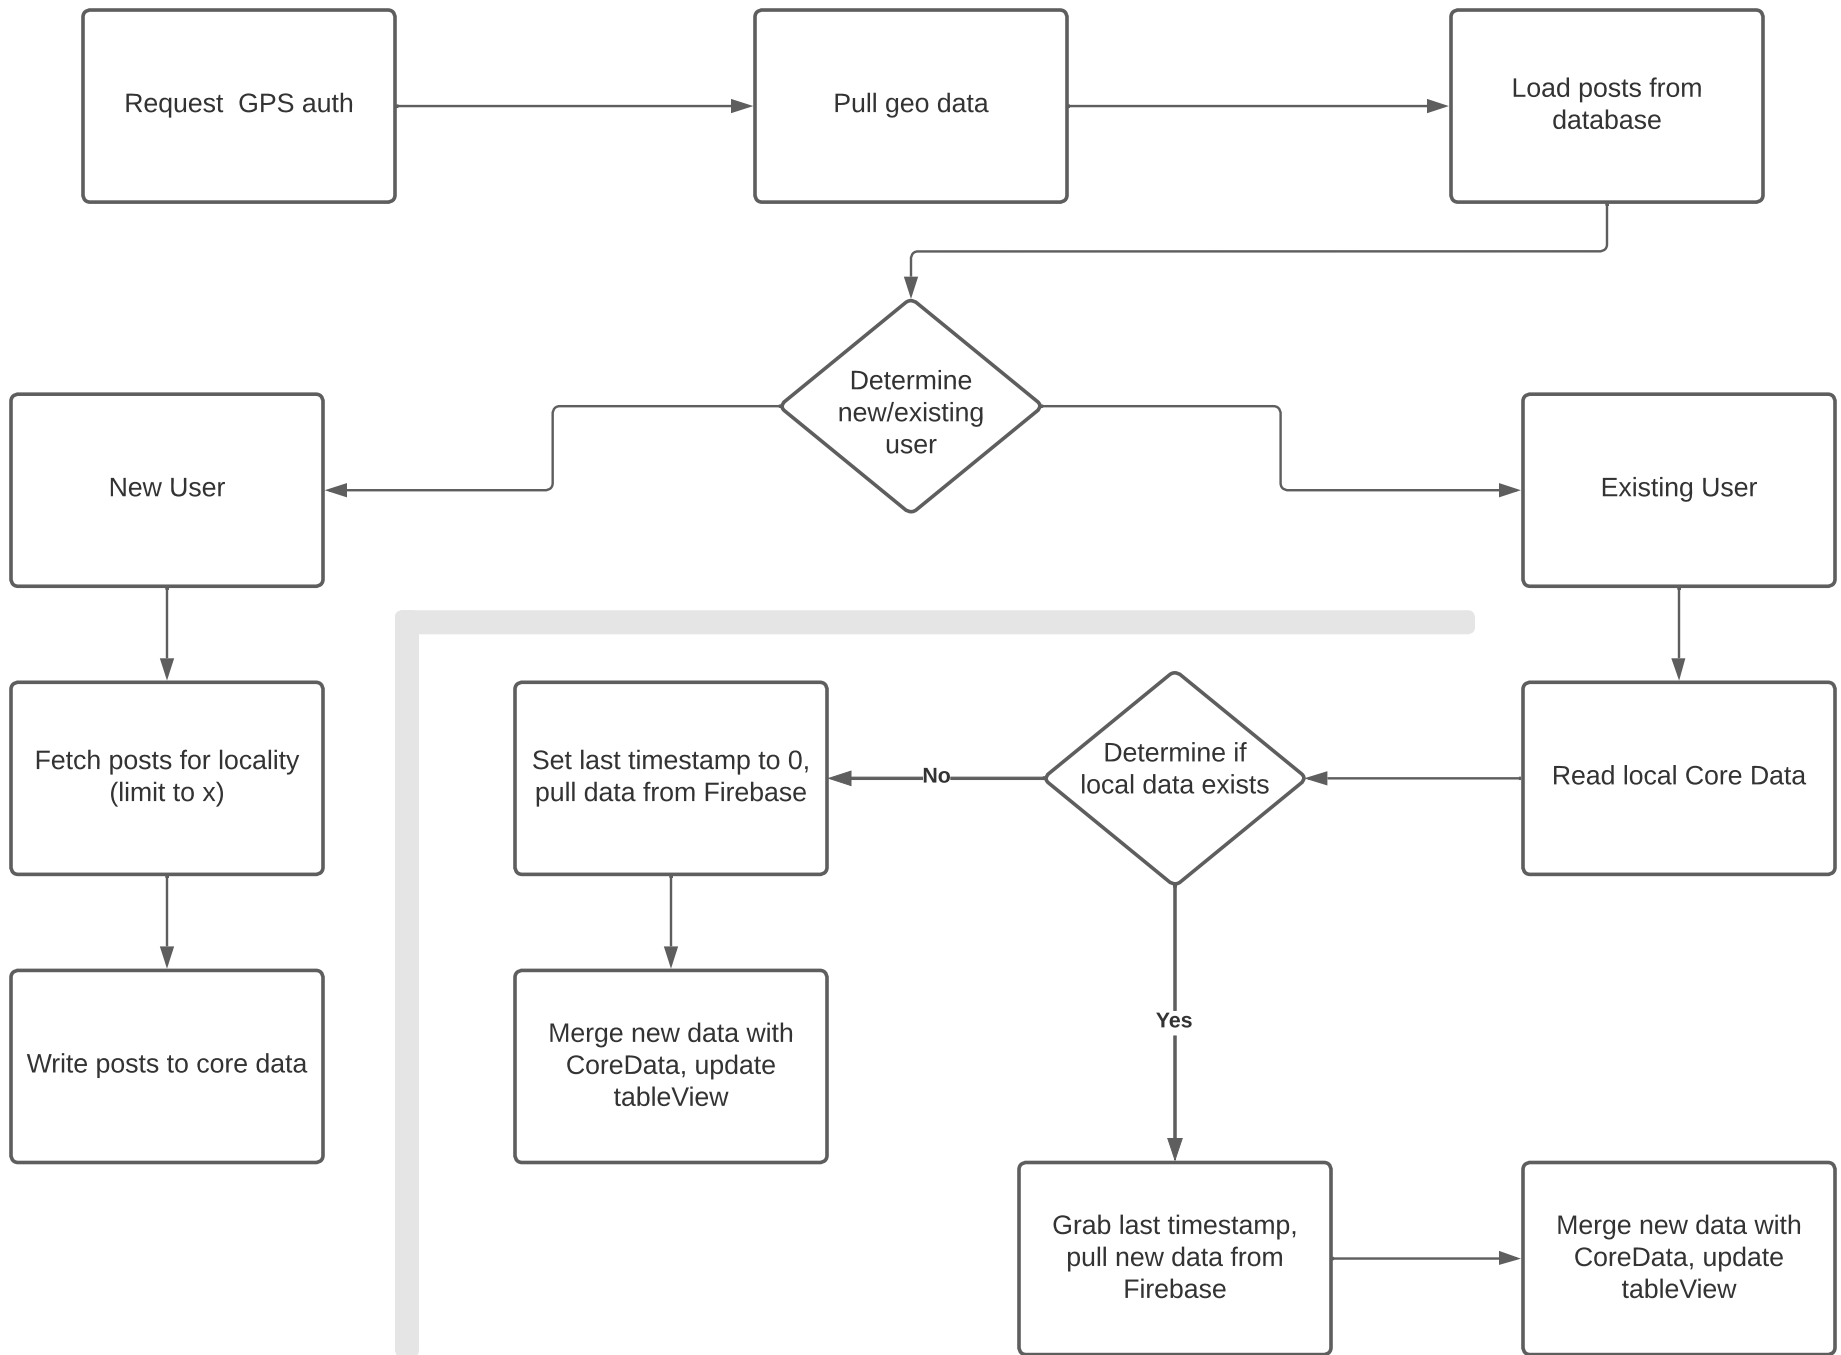 Request  GPS auth
Pull geo data
Load posts from
database
Determine
new/existing
user
New User
Existing User
Fetch posts for locality
(limit to x)
Set last timestamp to 0,
pull data from Firebase
No
Determine if
local data exists
Read local Core Data
Write posts to core data
Merge new data with
CoreData, update
tableView
Yes
Grab last timestamp,
pull new data from
Firebase
Merge new data with
CoreData, update
tableView